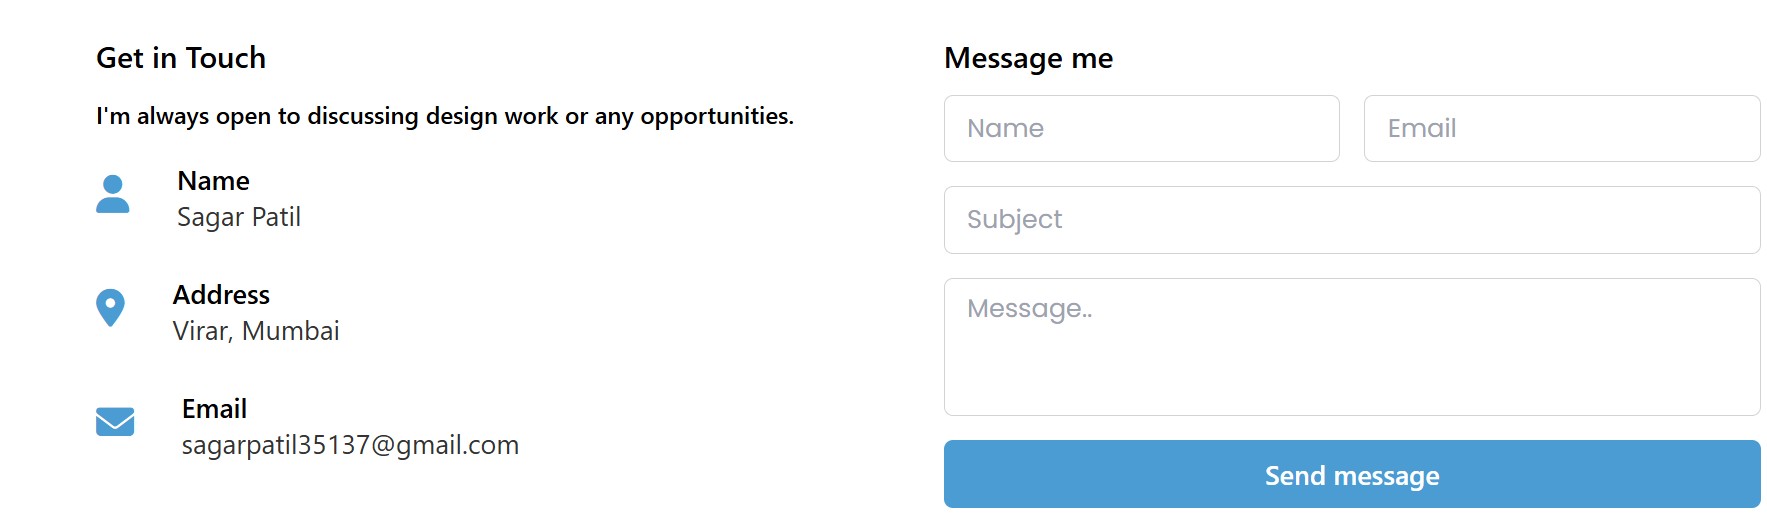 Get in Touch
I'm always open to discussing design work or any opportunities.
Name
Sagar Patil
Address
Virar, Mumbai
Email
sagarpatil35137@gmail.com
Message me
Name
Email
Subject
Message..
Send message